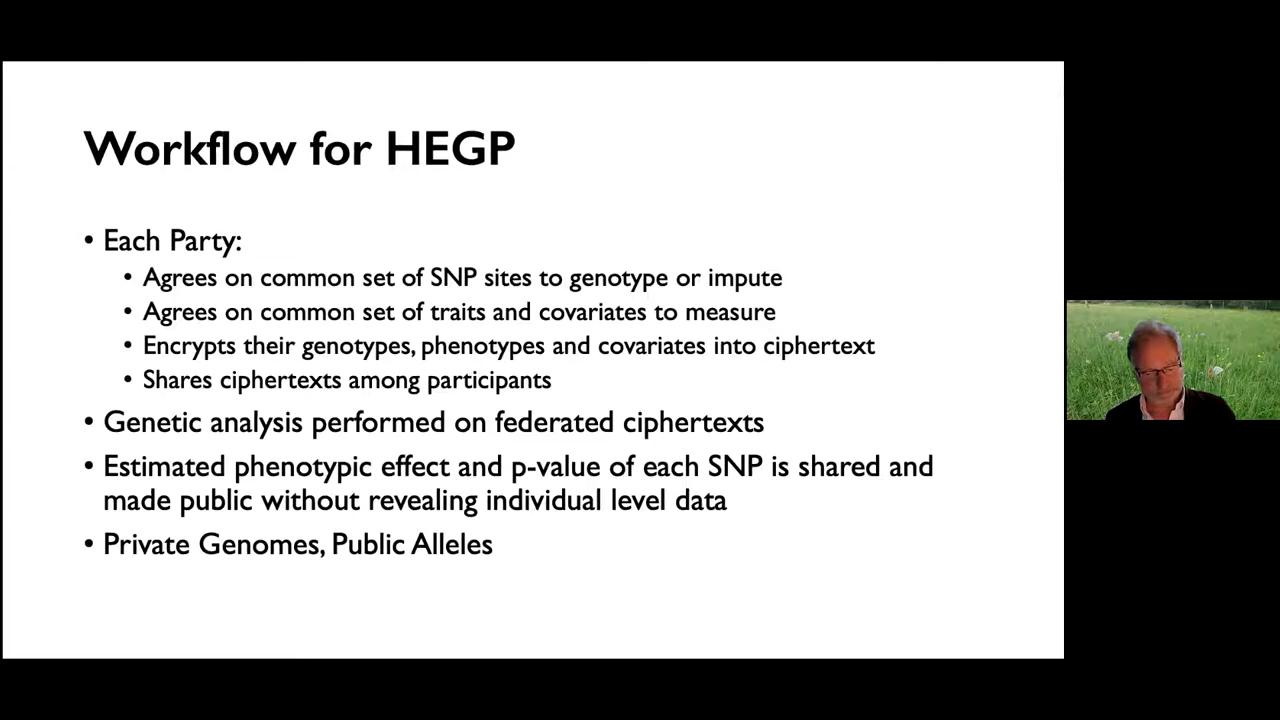 Workflow for HEGP
• Each Party:
• Agrees on common set of SNP sites to genotype or impute
• Agrees on common set of traits and covariates to measure
• Encrypts their genotypes, phenotypes and covariates into ciphertext
• Shares ciphertexts among participants
• Genetic analysis performed on federated ciphertexts
• Estimated phenotypic effect and p-value of each SNP is shared and
made public without revealing individual level data
• Private Genomes, Public Alleles